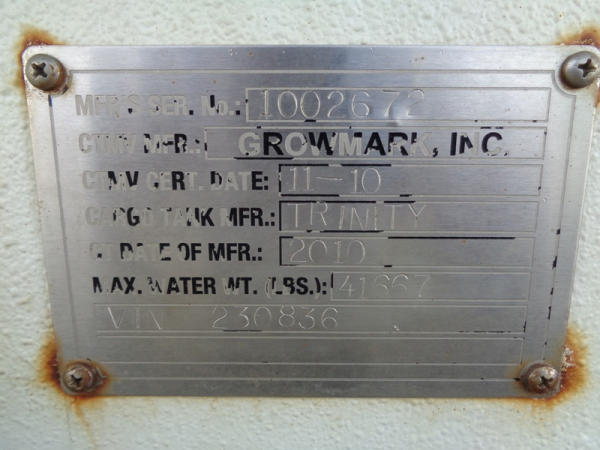 MFR'S SER. No.: 1002672
CTMV MFR.: GROWMARK, INC.
CTMV CERT. DATE: 11-10
CARGO TANK MFR.: TRINITY
CT DATE OF MFR.: 2010
MAX. WATER WT. (LBS.): 41667
VIN 230836